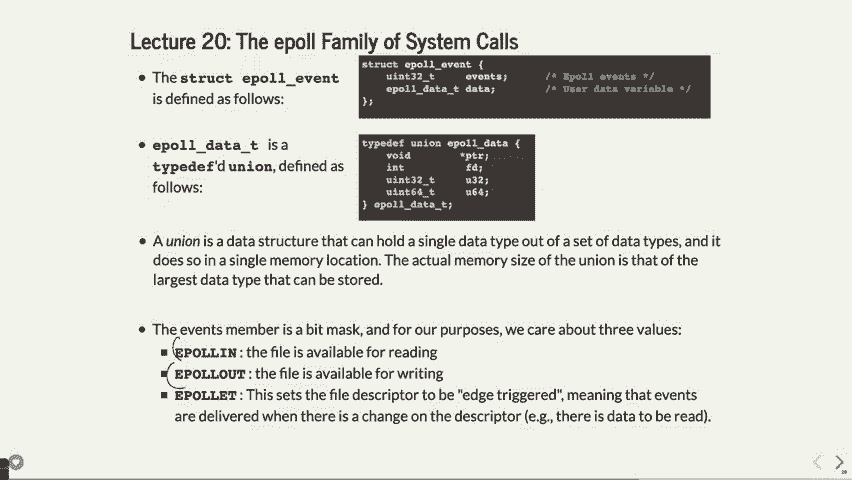 Lecture 20: The epoll Family of System Calls
• The struct epoll_event
is defined as follows:
struct epoll_event {
uint32_t events; /* Epoll events */
epoll_data_t data; /* User data variable */
};
• epoll_data_t is a
typedef'd union, defined as
follows:
typedef union epoll_data {
void *ptr;
int fd;
uint32_t u32;
uint64_t u64;
} epoll_data_t;
• A union is a data structure that can hold a single data type out of a set of data types, and it
does so in a single memory location. The actual memory size of the union is that of the
largest data type that can be stored.
• The events member is a bit mask, and for our purposes, we care about three values:
▪ EPOLLIN: the file is available for reading
▪ EPOLLOUT: the file is available for writing
▪ EPOLLET: This sets the file descriptor to be "edge triggered", meaning that events
are delivered when there is a change on the descriptor (e.g., there is data to be read).